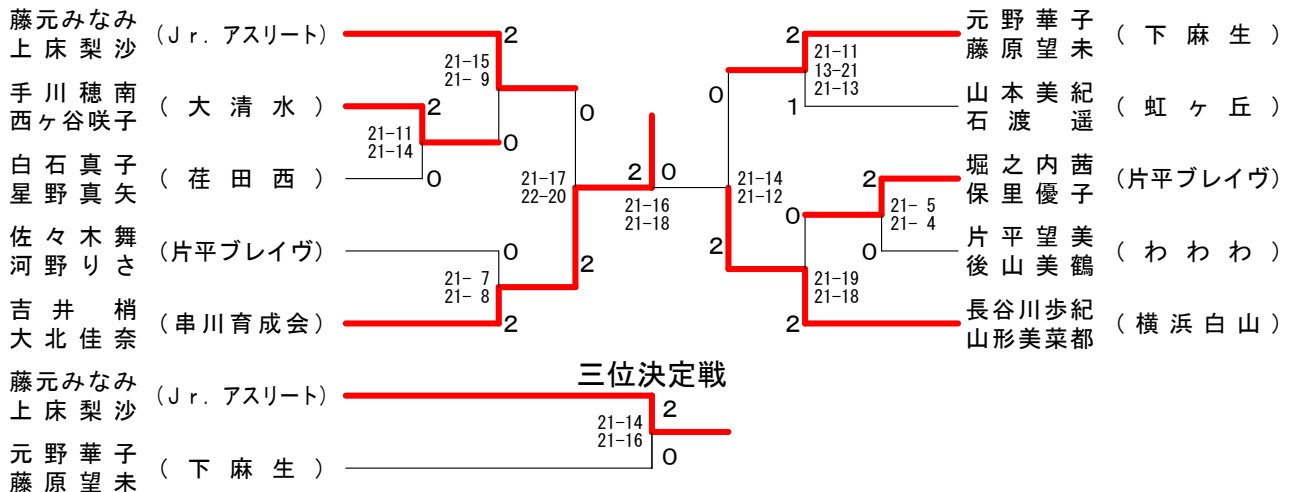 藤元みなみ
上床梨沙
(Jr. アスリート)
2
21-15
21- 9
手川穂南
西ヶ谷咲子
(大清水)
2
0
21-11
21-14
白石真子
星野真矢
(荏田西)
0
0
21-17
22-20
佐々木舞
河野りさ
(片平ブレイヴ)
0
2
21- 7
21- 8
吉井 梢
大北佳奈
(串川育成会)
2
2 0
21-16
21-18
元野華子
藤原望未
(下麻生)
2
21-11
13-21
21-13
0
山本美紀
石渡 遥
(虹ヶ丘)
1
21-14
21-12
堀之内茜
保里優子
(片平ブレイヴ)
2
0
21- 5
21- 4
片平望美
後山美鶴
(わわわ)
0
2
21-19
21-18
長谷川歩紀
山形美菜都
(横浜白山)
2
三位決定戦
藤元みなみ
上床梨沙
(Jr. アスリート)
2
21-14
21-16
元野華子
藤原望未
(下麻生)
0